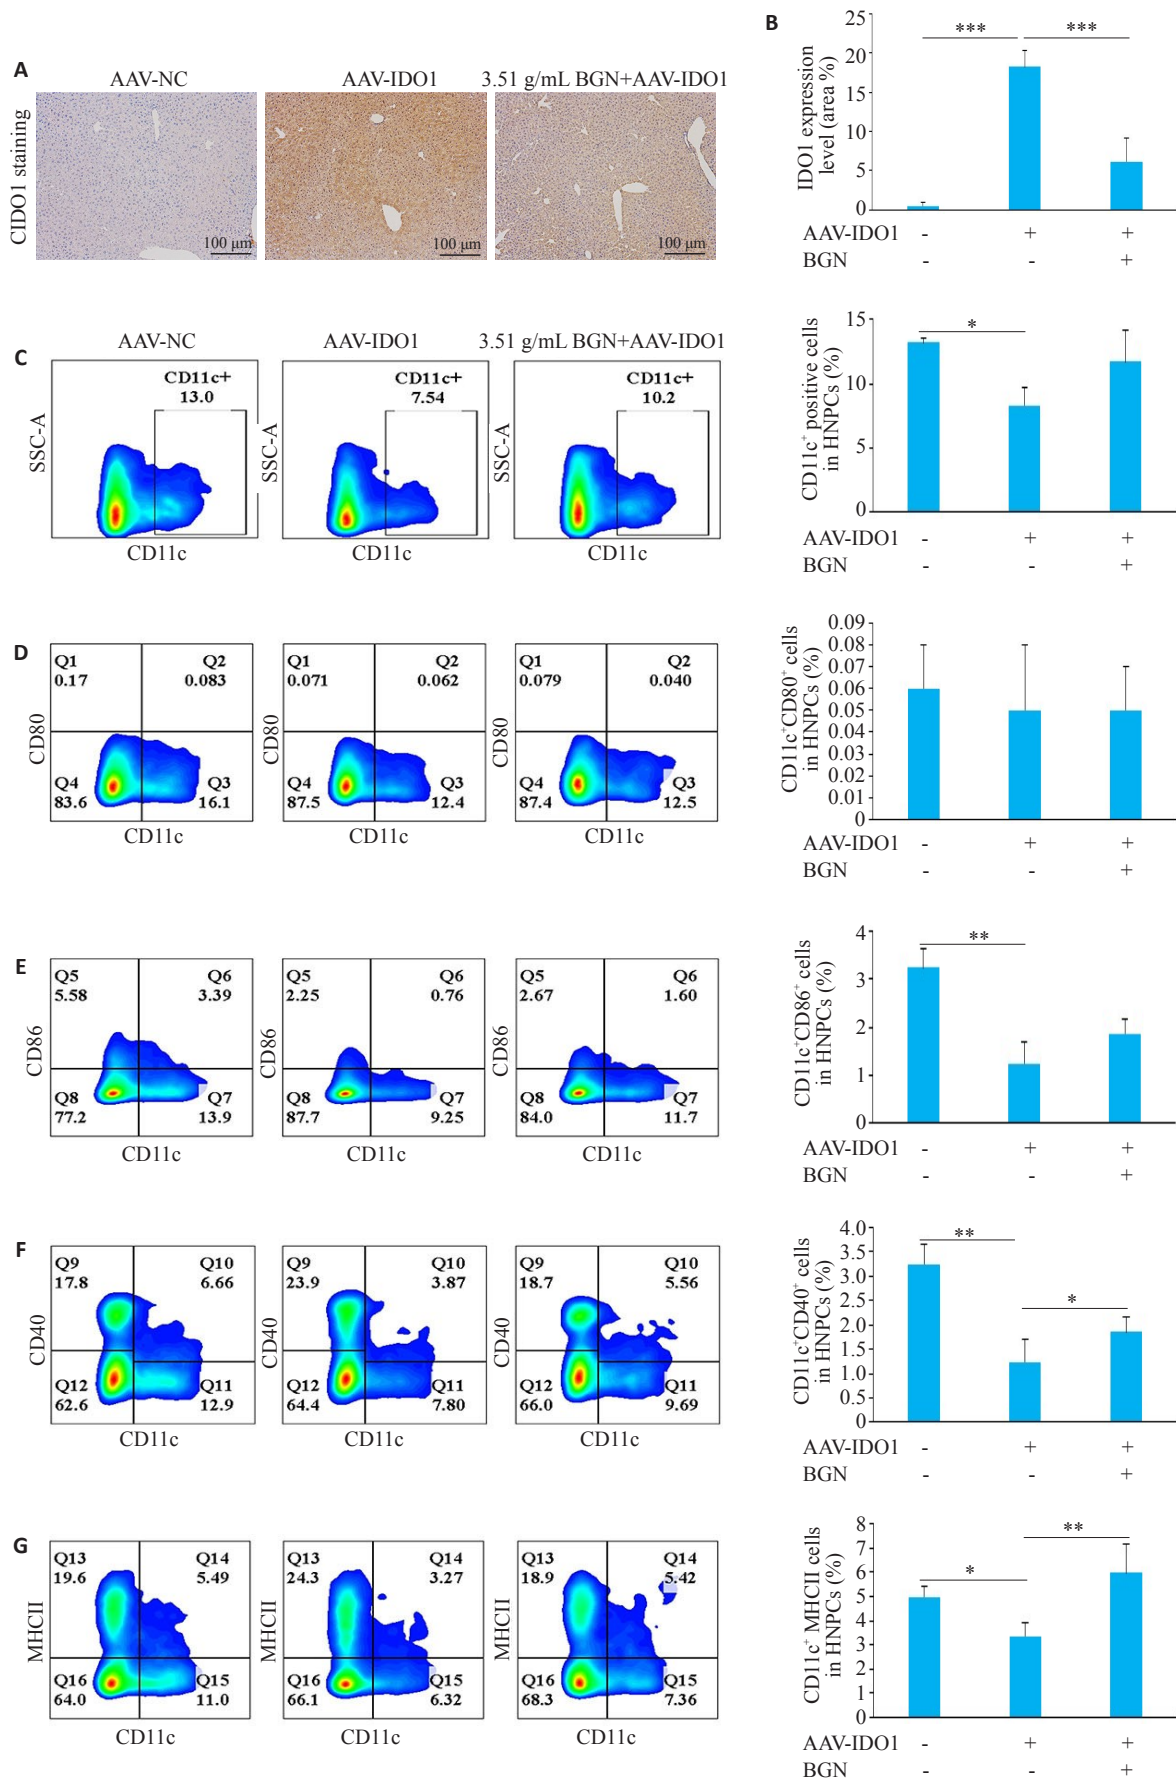 A
AAV-NC
AAV-IDO1
3.51 g/mL BGN+AAV-IDO1
CIDO1 staining
100 μm
100 μm
100 μm
B
IDO1 expression
level (area %)
25
20
15
10
5
0
***
***
AAV-IDO1 - + +
BGN - - +
C
AAV-NC
AAV-IDO1
3.51 g/mL BGN+AAV-IDO1
SSC-A
CD11c+
13.0
CD11c
SSC-A
CD11c+
7.54
CD11c
SSC-A
CD11c+
10.2
CD11c
CD11c+ positive cells
in HNPCs (%)
15
10
5
0
*
AAV-IDO1 - + +
BGN - - +
D
CD80
Q1
0.17
Q2
0.083
Q4
83.6
Q3
16.1
CD11c
CD80
Q1
0.071
Q2
0.062
Q4
87.5
Q3
12.4
CD11c
CD80
Q1
0.079
Q2
0.040
Q4
87.4
Q3
12.5
CD11c
CD11c+CD80+ cells
in HNPCs (%)
0.09
0.08
0.07
0.06
0.05
0.04
0.03
0.02
0.01
0
AAV-IDO1 - + +
BGN - - +
E
CD86
Q5
5.58
Q6
3.39
Q8
77.2
Q7
13.9
CD11c
CD86
Q5
2.25
Q6
0.76
Q8
87.7
Q7
9.25
CD11c
CD86
Q5
2.67
Q6
1.60
Q8
84.0
Q7
11.7
CD11c
CD11c+CD86+ cells
in HNPCs (%)
4
3
2
1
0
**
AAV-IDO1 - + +
BGN - - +
F
CD40
Q9
17.8
Q10
6.66
Q12
62.6
Q11
12.9
CD11c
CD40
Q9
23.9
Q10
3.87
Q12
64.4
Q11
7.80
CD11c
CD40
Q9
18.7
Q10
5.56
Q12
66.0
Q11
9.69
CD11c
CD11c+CD40+ cells
in HNPCs (%)
4.0
3.5
3.0
2.5
2.0
1.5
1.0
0.5
0
**
*
AAV-IDO1 - + +
BGN - - +
G
MHCII
Q13
19.6
Q14
5.49
Q16
64.0
Q15
11.0
CD11c
MHCII
Q13
24.3
Q14
3.27
Q16
66.1
Q15
6.32
CD11c
MHCII
Q13
18.9
Q14
5.42
Q16
68.3
Q15
7.36
CD11c
CD11c+ MHCII cells
in HNPCs (%)
8
7
6
5
4
3
2
1
0
*
**
AAV-IDO1 - + +
BGN - - +